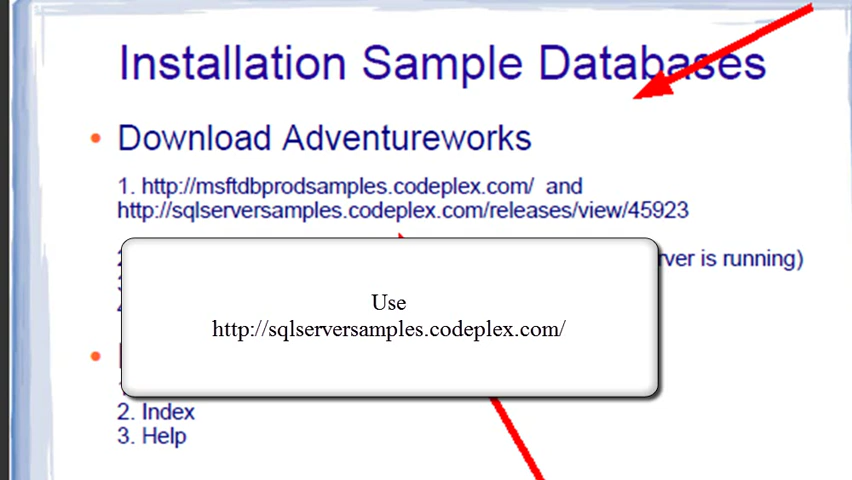 Installation Sample Databases
• Download Adventureworks
1. http://msftdbprodsamples.codeplex.com/ and
http://sqlserversamples.codeplex.com/releases/view/45923
rver is running)
Use
http://sqlserversamples.codeplex.com/
2. Index
3. Help